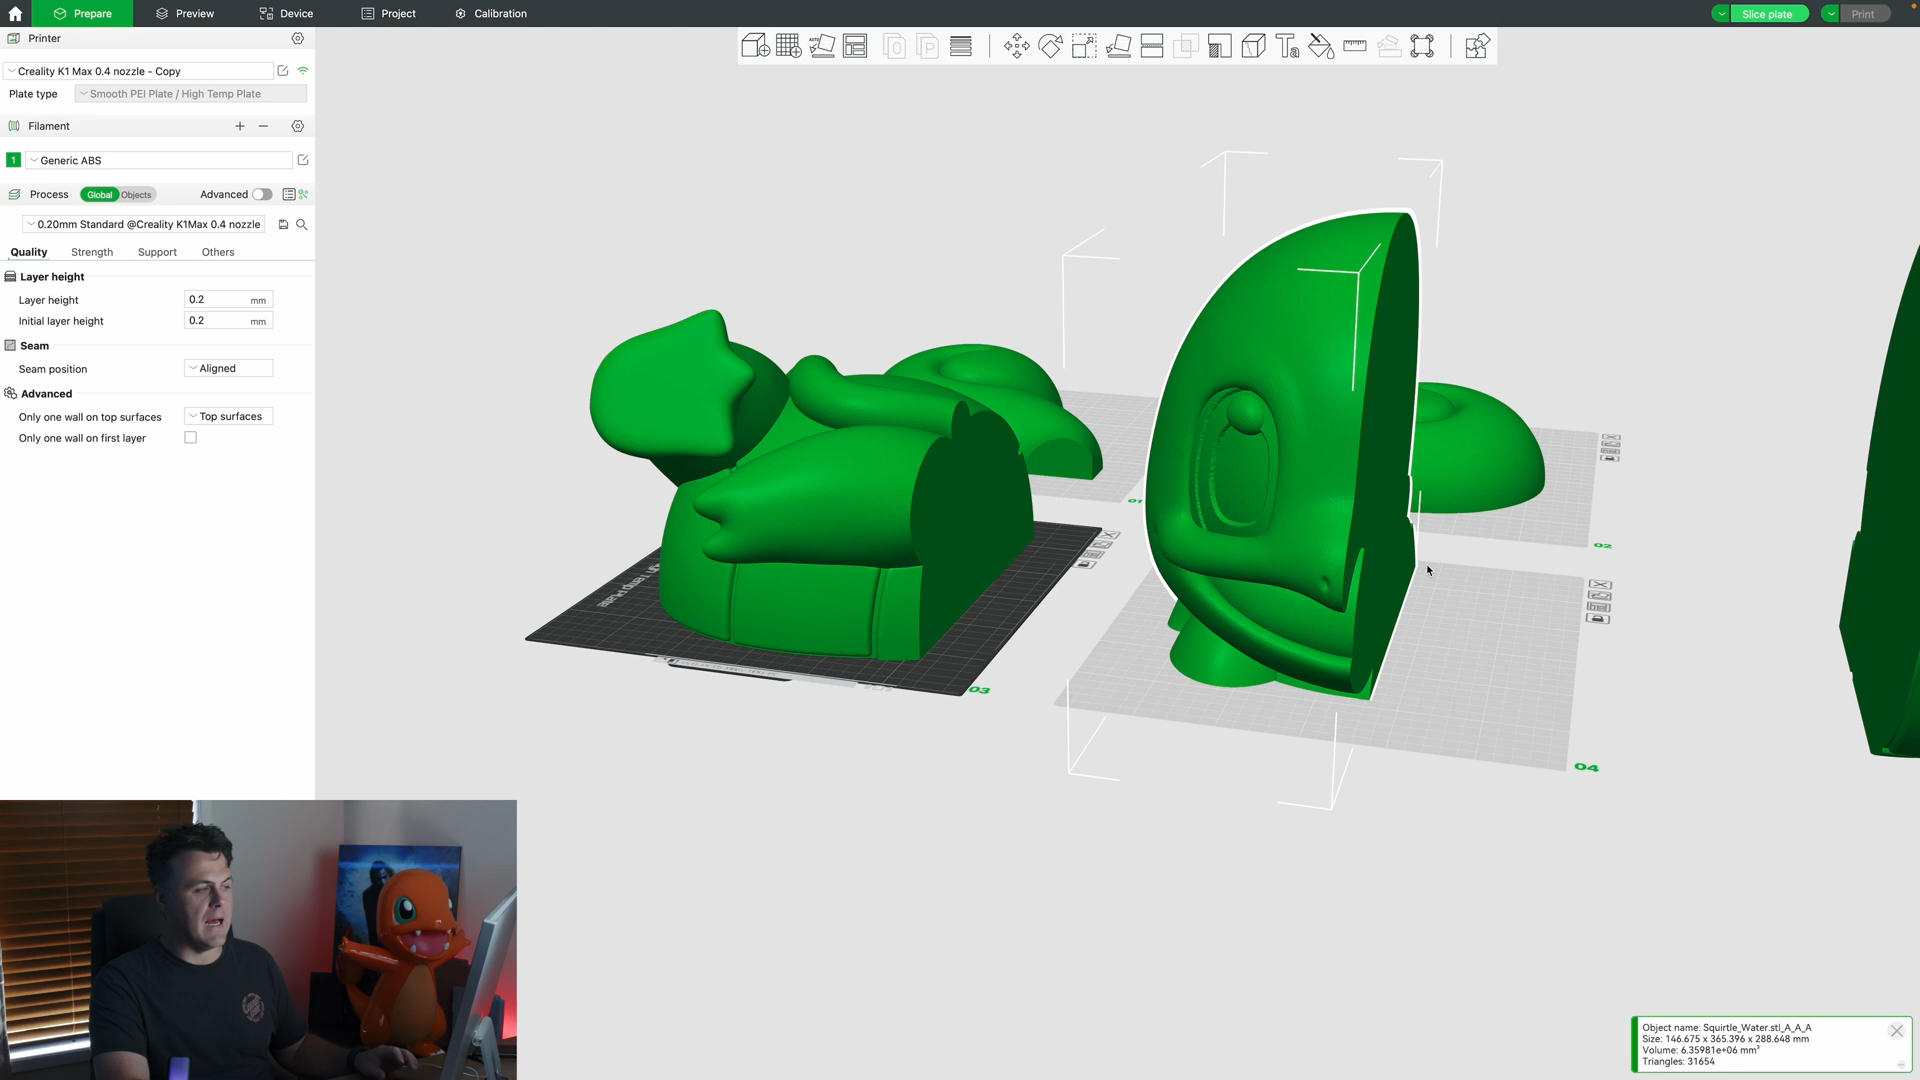 Prepare
Preview
Device
Project
Calibration
Slice plate
Print
Printer
Creality K1 Max 0.4 nozzle - Copy
Plate type
Smooth PEI Plate / High Temp Plate
Filament
1
Generic ABS
Process
Global
Objects
Advanced
0.20mm Standard @Creality K1Max 0.4 nozzle
Quality
Strength
Support
Others
Layer height
Layer height
0.2
mm
Initial layer height
0.2
mm
Seam
Seam position
Aligned
Advanced
Only one wall on top surfaces
Top surfaces
Only one wall on first layer
AUTO
01
02
03
04
Object name: Squirtle_Water.stl_A_A_A
Size: 146.675 x 365.396 x 288.648 mm
Volume: 6.35981e+06 mm³
Triangles: 31654